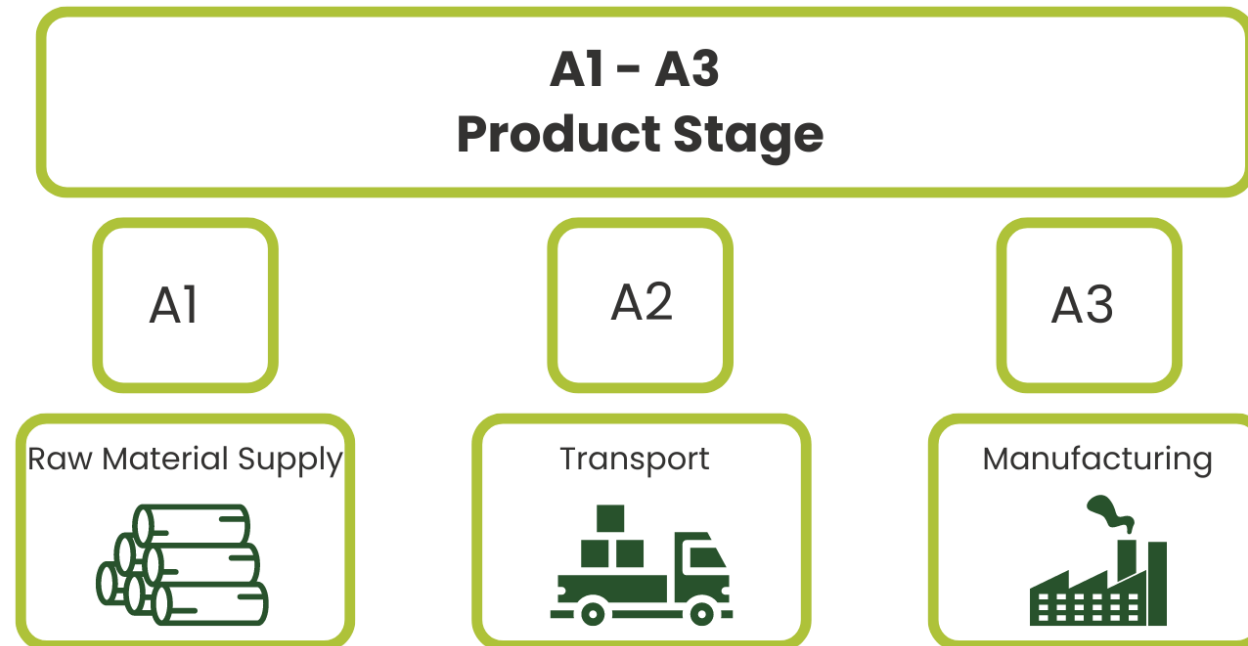 A1 - A3
Product Stage
A1
A2
A3
Raw Material Supply
Transport
Manufacturing